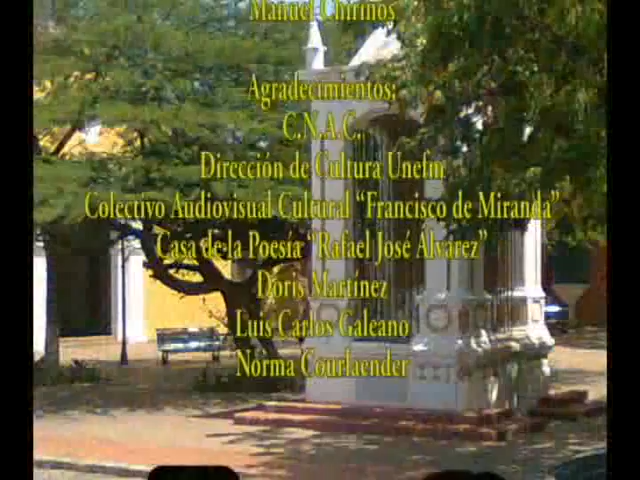 Manuel Chirinos
Agradecimientos:
C.N.A.C.
Dirección de Cultura Unefm
Colectivo Audiovisual Cultural “Francisco de Miranda”
Casa de la Poesía “Rafael José Alvarez”
Doris Martínez
Luis Carlos Galeano
Norma Courlaender